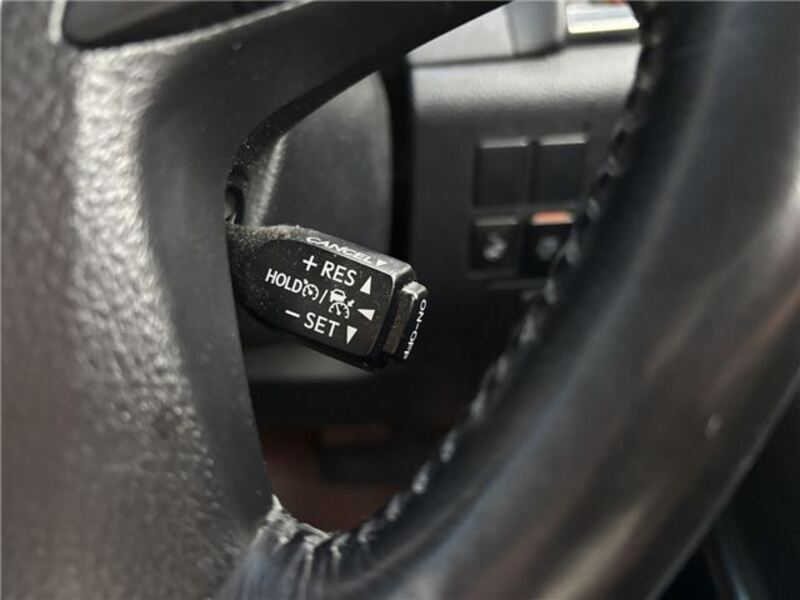 CANCEL
+ RES
HOLD /
− SET
ON-OFF